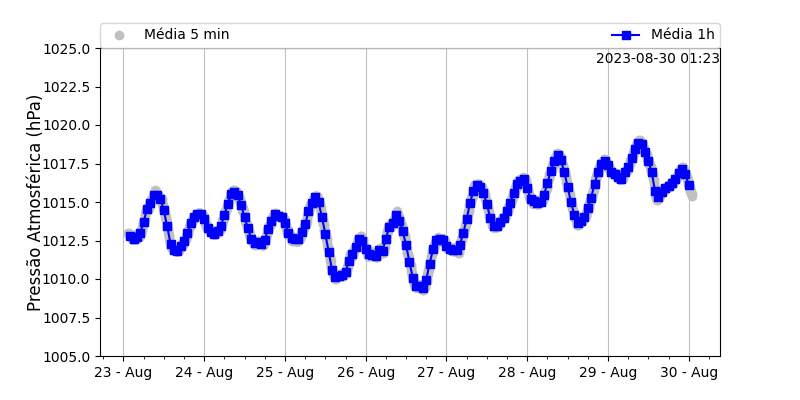 Média 5 min
Média 1h
2023-08-30 01:23
Pressão Atmosférica (hPa)
1025.0
1022.5
1020.0
1017.5
1015.0
1012.5
1010.0
1007.5
1005.0
23 - Aug
24 - Aug
25 - Aug
26 - Aug
27 - Aug
28 - Aug
29 - Aug
30 - Aug